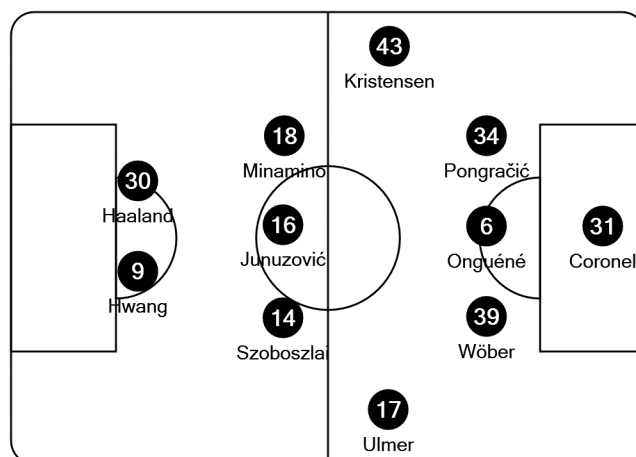 43
Kristensen
18
Minamino
34
Pongračić
30
Haaland
16
Junuzović
6
Onguéné
31
Coronel
9
Hwang
14
Szoboszlai
39
Wöber
17
Ulmer